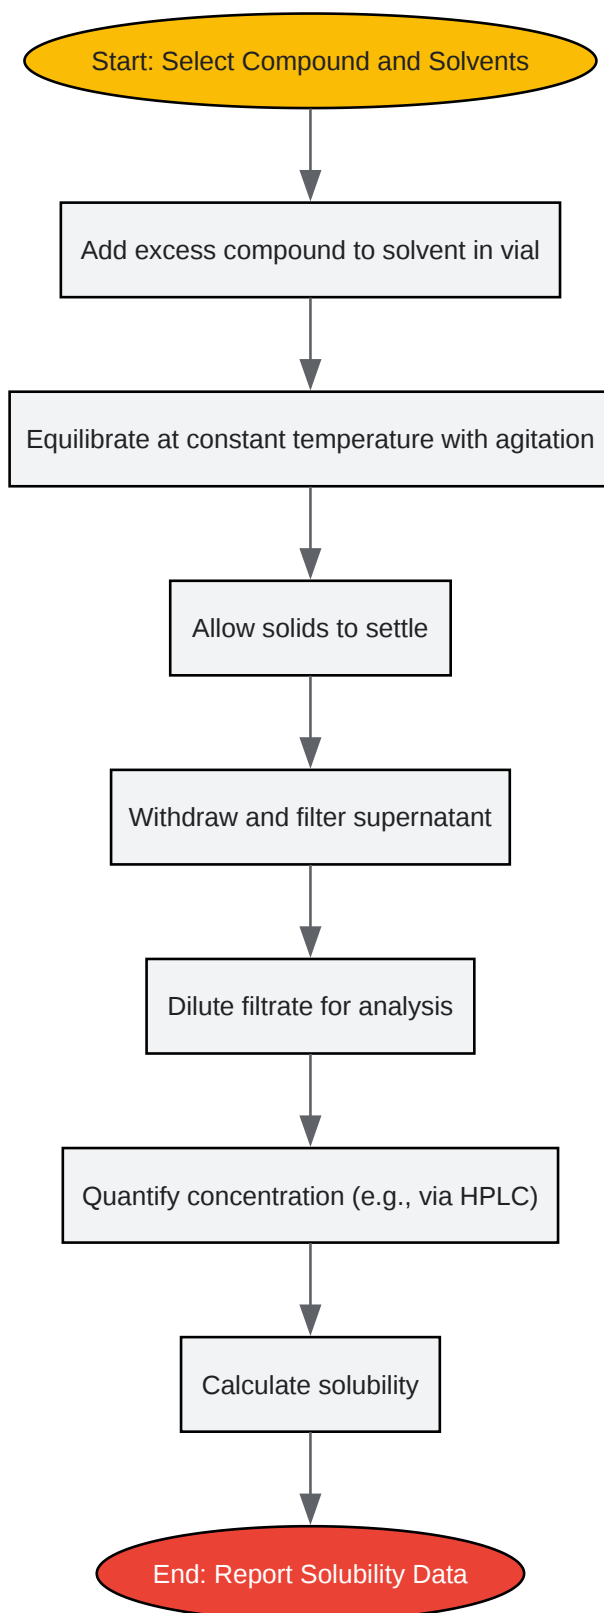 Start: Select Compound and Solvents
Add excess compound to solvent in vial
Equilibrate at constant temperature with agitation
Allow solids to settle
Withdraw and filter supernatant
Dilute filtrate for analysis
Quantify concentration (e.g., via HPLC)
Calculate solubility
End: Report Solubility Data